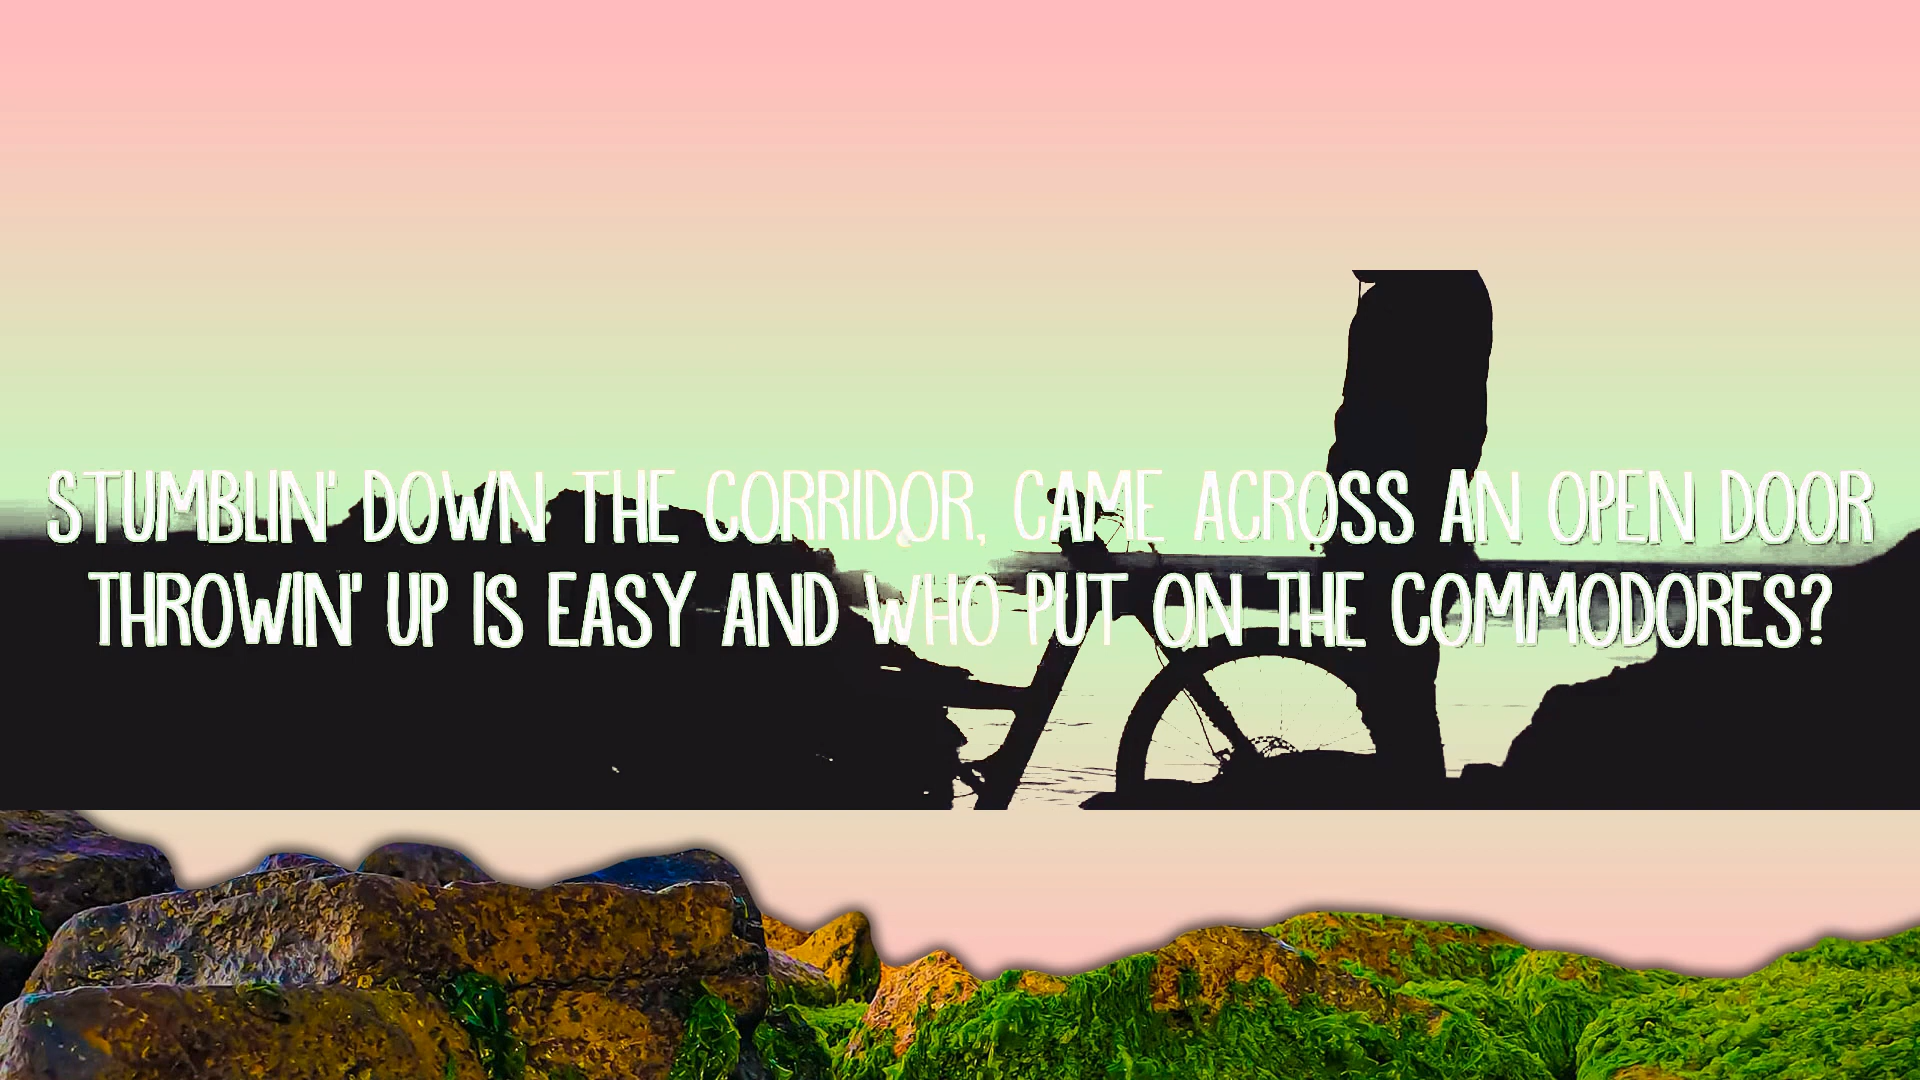 STUMBLIN' DOWN THE CORRIDOR, CAME ACROSS AN OPEN DOOR
THROWIN' UP IS EASY AND WHO PUT ON THE COMMODORES?